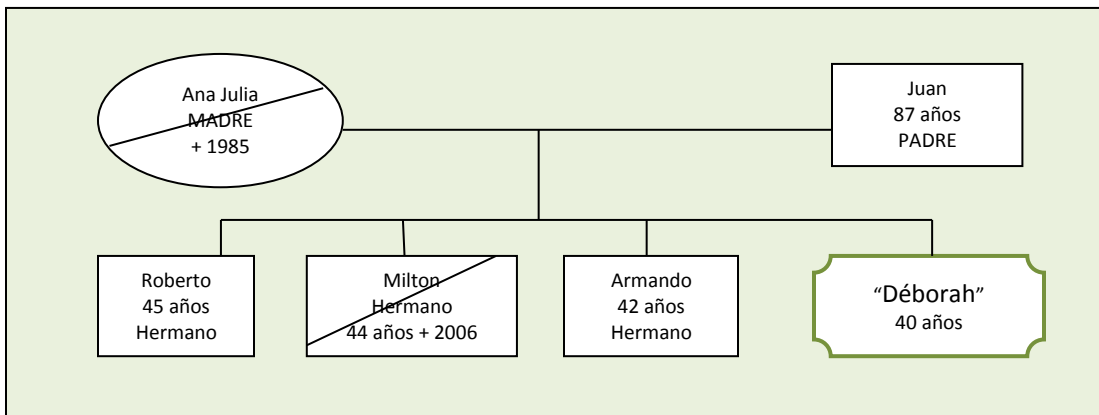 Ana Julia
MADRE
+ 1985
Juan
87 años
PADRE
Roberto
45 años
Hermano
Milton
Hermano
44 años + 2006
Armando
42 años
Hermano
“Déborah”
40 años